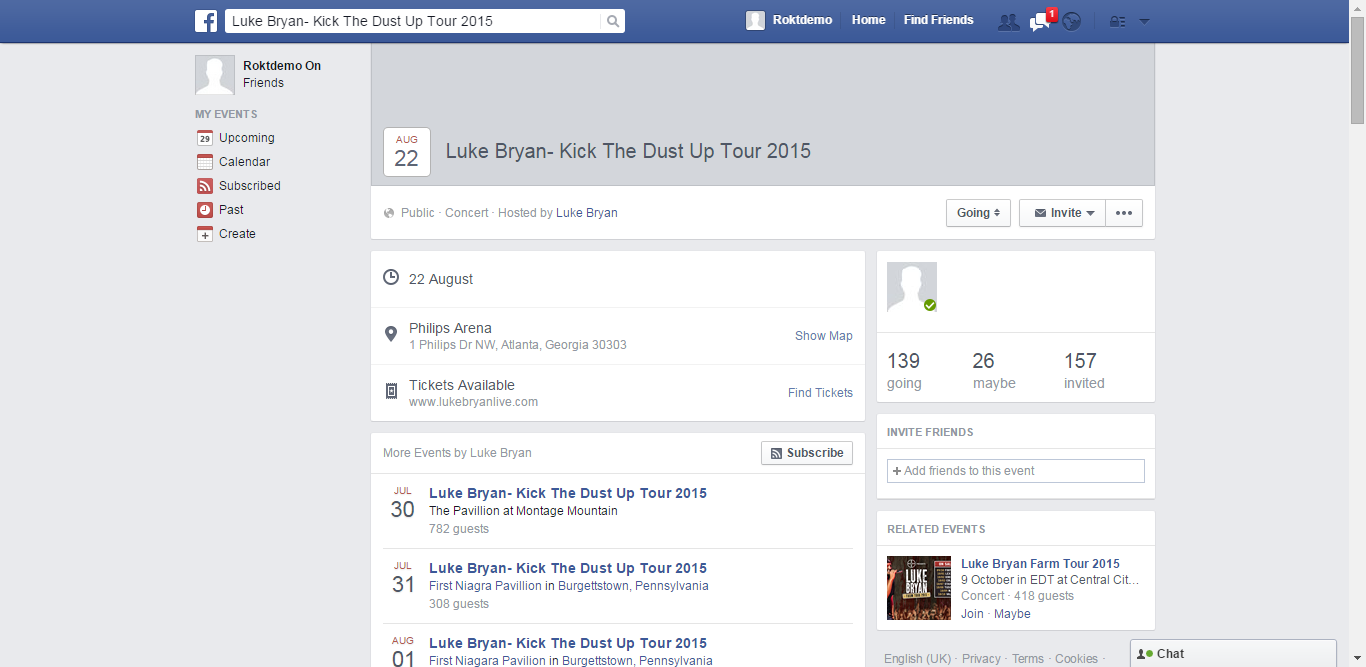 f
Luke Bryan- Kick The Dust Up Tour 2015
Roktdemo
Home
Find Friends
1
Roktdemo On
Friends
MY EVENTS
29 Upcoming
Calendar
Subscribed
Past
Create
AUG
22
Luke Bryan- Kick The Dust Up Tour 2015
Public · Concert · Hosted by Luke Bryan
Going
Invite
22 August
Philips Arena
1 Philips Dr NW, Atlanta, Georgia 30303
Show Map
Tickets Available
www.lukebryanlive.com
Find Tickets
More Events by Luke Bryan
Subscribe
JUL
30
Luke Bryan- Kick The Dust Up Tour 2015
The Pavillion at Montage Mountain
782 guests
JUL
31
Luke Bryan- Kick The Dust Up Tour 2015
First Niagra Pavillion in Burgettstown, Pennsylvania
308 guests
AUG
01
Luke Bryan- Kick The Dust Up Tour 2015
First Niagara Pavillion in Burgettstown, Pennsylvania
139
going
26
maybe
157
invited
INVITE FRIENDS
+ Add friends to this event
RELATED EVENTS
LUKE
BRYAN
Luke Bryan Farm Tour 2015
9 October in EDT at Central Cit...
Concert · 418 guests
Join · Maybe
English (UK) · Privacy · Terms · Cookies ·
Chat